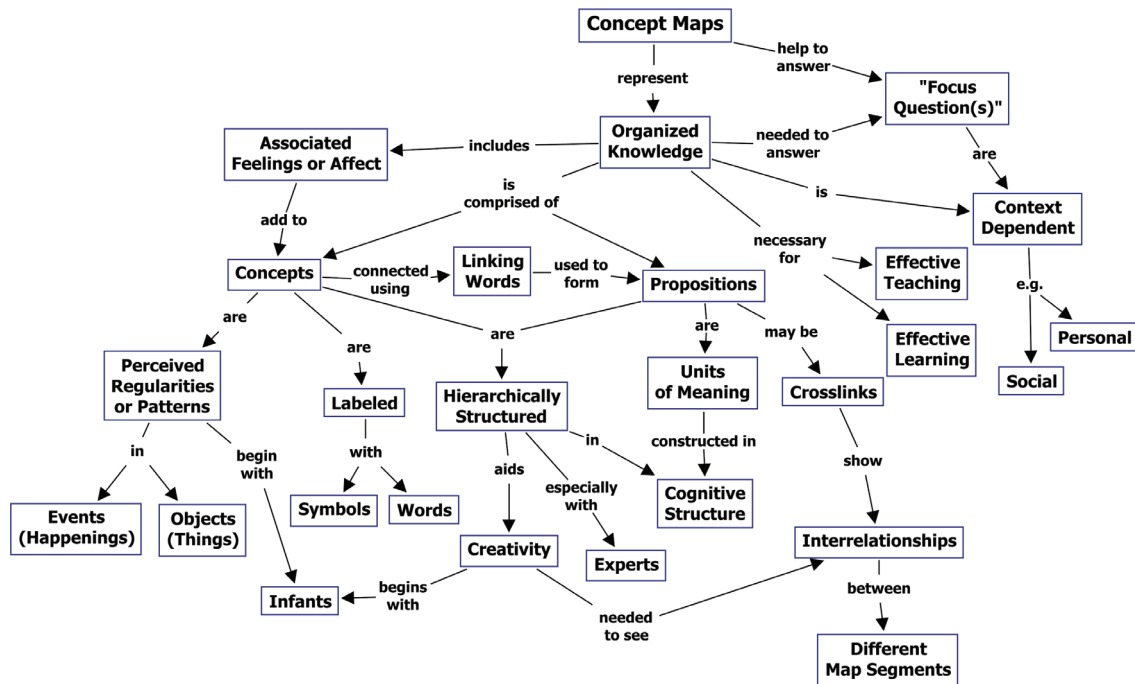 Concept Maps
help to
answer
represent
"Focus
Question(s)"
Organized
Knowledge
needed to
answer
Associated
Feelings or Affect
includes
are
is
is
comprised of
Context
Dependent
add to
necessary
for
Concepts
connected
using
Linking
Words
used to
form
Propositions
Effective
Teaching
e.g.
are
are
are
are
may be
Effective
Learning
Personal
Social
Perceived
Regularities
or Patterns
Labeled
Hierarchically
Structured
Units
of Meaning
Crosslinks
in
begin
with
with
aids
in
especially
with
constructed in
show
Events
(Happenings)
Objects
(Things)
Symbols
Words
Cognitive
Structure
Creativity
Experts
Interrelationships
Infants
begins
with
needed
to see
between
Different
Map Segments